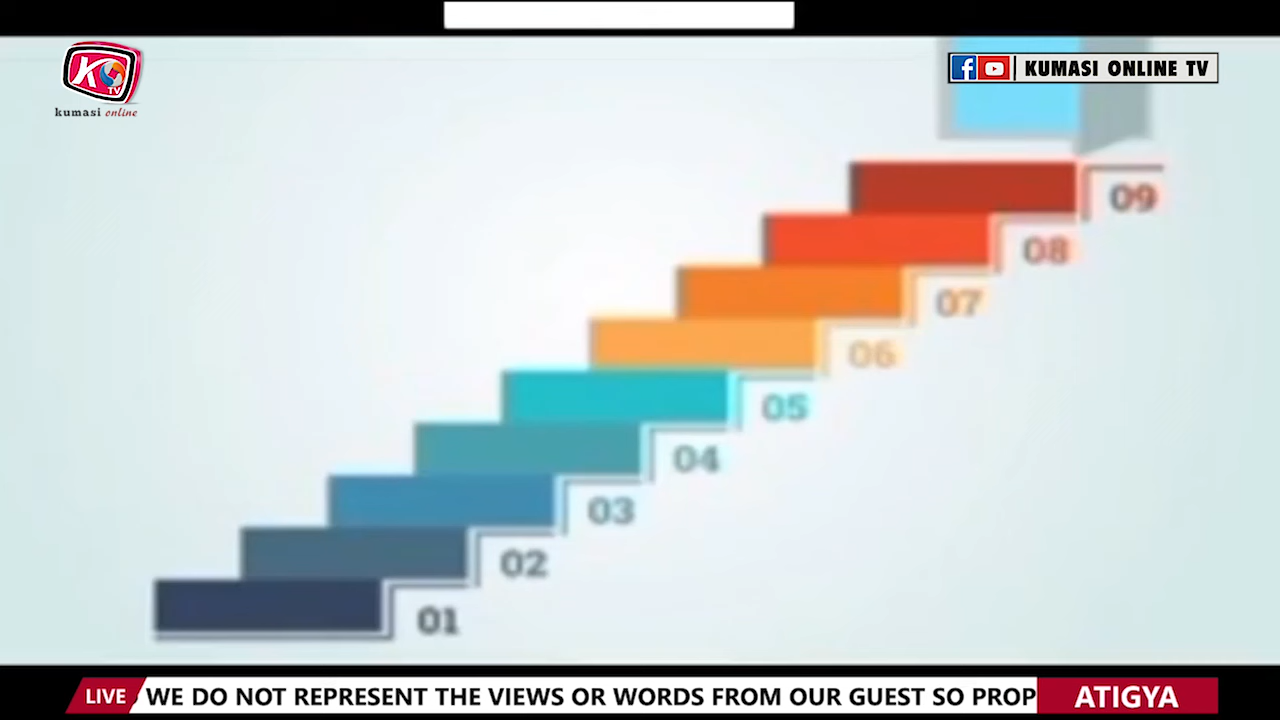 K TV
kumasi online
KUMASI ONLINE TV
09
08
07
06
05
04
03
02
01
LIVE
WE DO NOT REPRESENT THE VIEWS OR WORDS FROM OUR GUEST SO PROP
ATIGYA